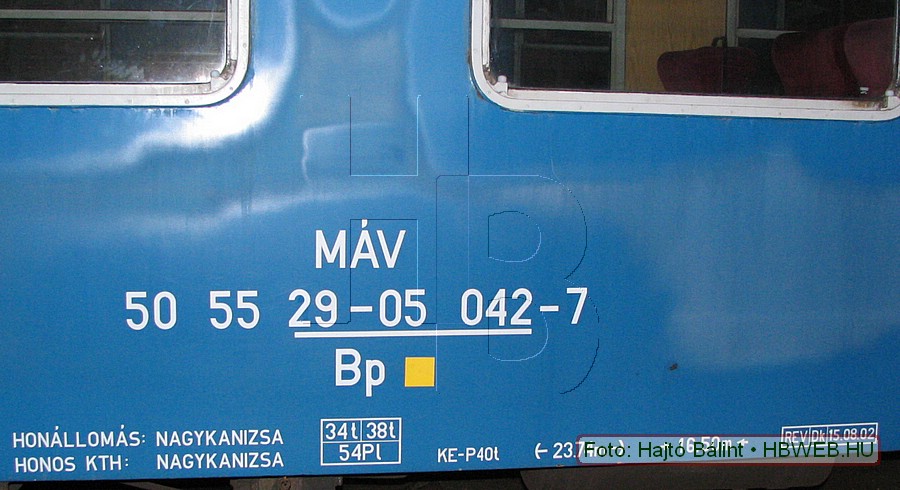 MÁV
50 55 29-05 042-7
Bp
HONÁLLOMÁS: NAGYKANIZSA
HONOS KTH: NAGYKANIZSA
34t 38t
54Pl
KE-P40t
REV Dk 15.08.02
Fotó: Hajtó Bálint • HBWEB.HU